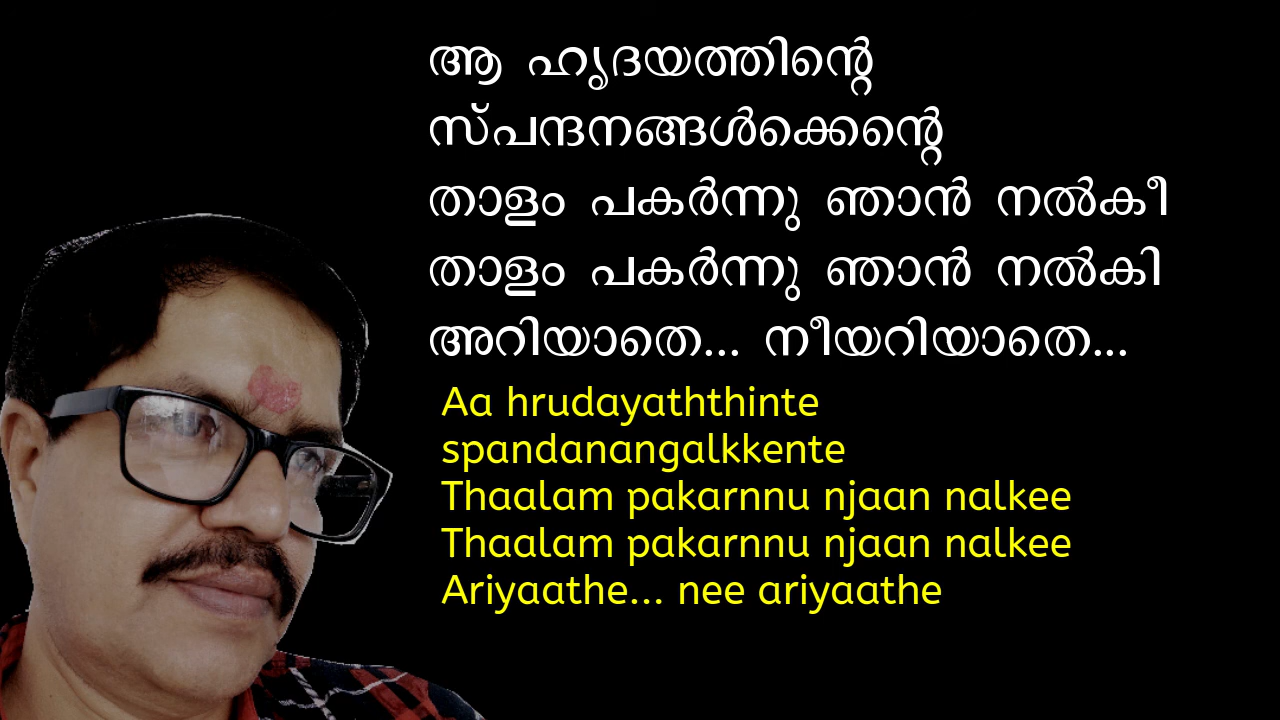 ആ ഹൃദയത്തിന്റെ
സ്പന്ദനങ്ങൾക്കെന്റെ
താളം പകർന്നു ഞാൻ നൽകീ
താളം പകർന്നു ഞാൻ നൽകി
അറിയാതെ... നീയറിയാതെ...
Aa hrudayaththinte
spandanangalkkente
Thaalam pakarnnu njaan nalkee
Thaalam pakarnnu njaan nalkee
Ariyaathe... nee ariyaathe